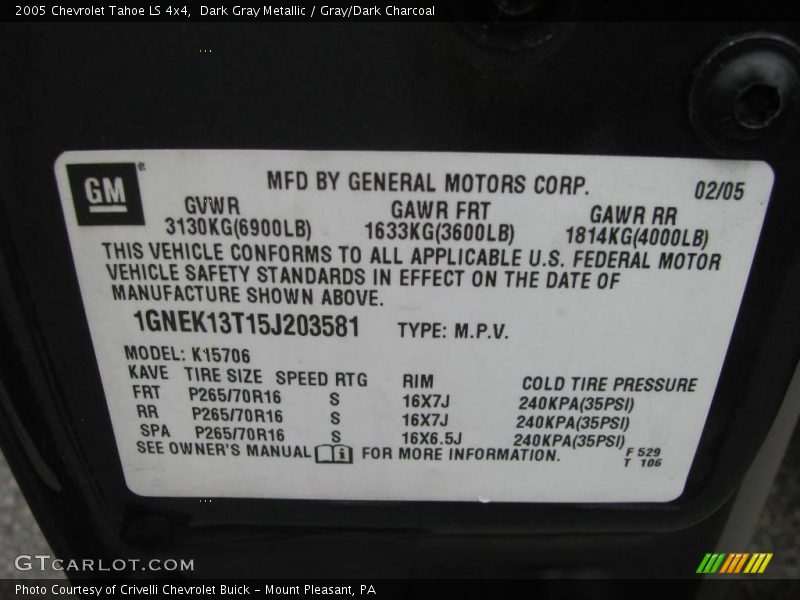 2005 Chevrolet Tahoe LS 4x4,  Dark Gray Metallic / Gray/Dark Charcoal
GM®
MFD BY GENERAL MOTORS CORP.
02/05
GVWR GAWR FRT GAWR RR
3130KG(6900LB) 1633KG(3600LB) 1814KG(4000LB)
THIS VEHICLE CONFORMS TO ALL APPLICABLE U.S. FEDERAL MOTOR
VEHICLE SAFETY STANDARDS IN EFFECT ON THE DATE OF
MANUFACTURE SHOWN ABOVE.
1GNEK13T15J203581 TYPE: M.P.V.
MODEL: K15706
KAVE TIRE SIZE SPEED RTG RIM COLD TIRE PRESSURE
FRT P265/70R16 S 16X7J 240KPA(35PSI)
RR P265/70R16 S 16X7J 240KPA(35PSI)
SPA P265/70R16 S 16X6.5J 240KPA(35PSI)
SEE OWNER'S MANUAL i FOR MORE INFORMATION.
F 529
T 106
GTCARLOT.COM
Photo Courtesy of Crivelli Chevrolet Buick - Mount Pleasant, PA